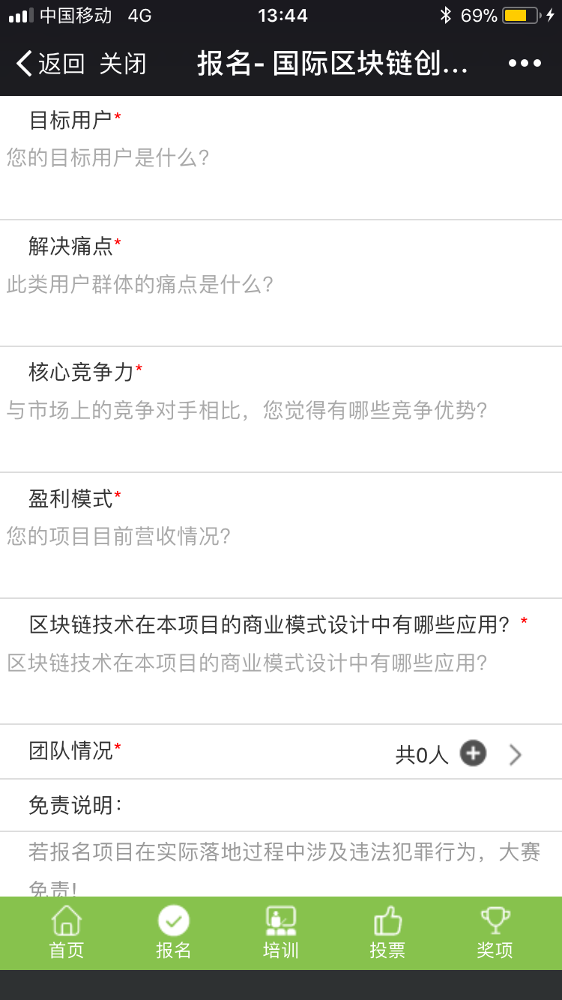 中国移动 4G 13:44 69%
返回 关闭 报名- 国际区块链创...
目标用户*
您的目标用户是什么?
解决痛点*
此类用户群体的痛点是什么?
核心竞争力*
与市场上的竞争对手相比，您觉得有哪些竞争优势?
盈利模式*
您的项目目前营收情况?
区块链技术在本项目的商业模式设计中有哪些应用? *
区块链技术在本项目的商业模式设计中有哪些应用?
团队情况* 共0人
免责说明：
若报名项目在实际落地过程中涉及违法犯罪行为，大赛
免责!
首页 报名 培训 投票 奖项